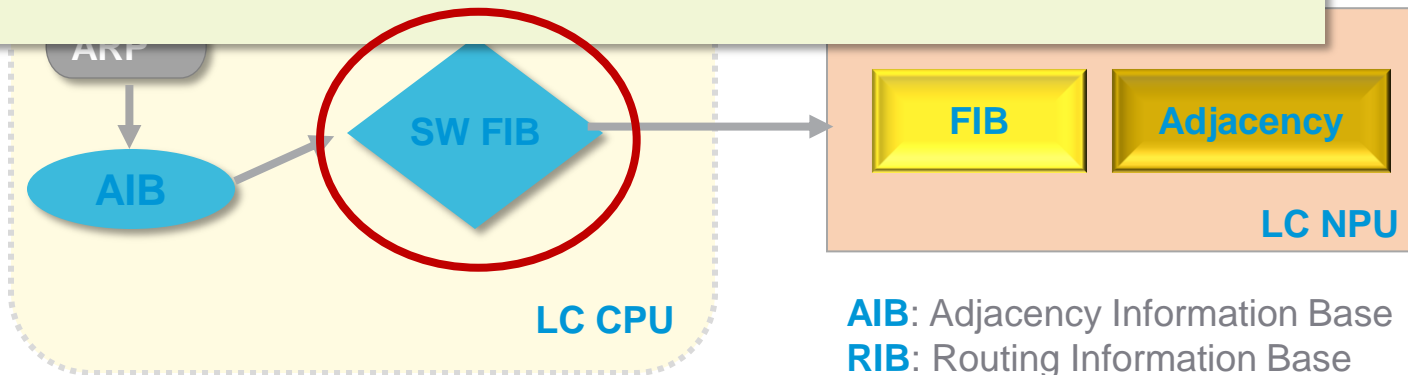 ARP
SW FIB
AIB
LC CPU
FIB
Adjacency
LC NPU
AIB: Adjacency Information Base
RIB: Routing Information Base